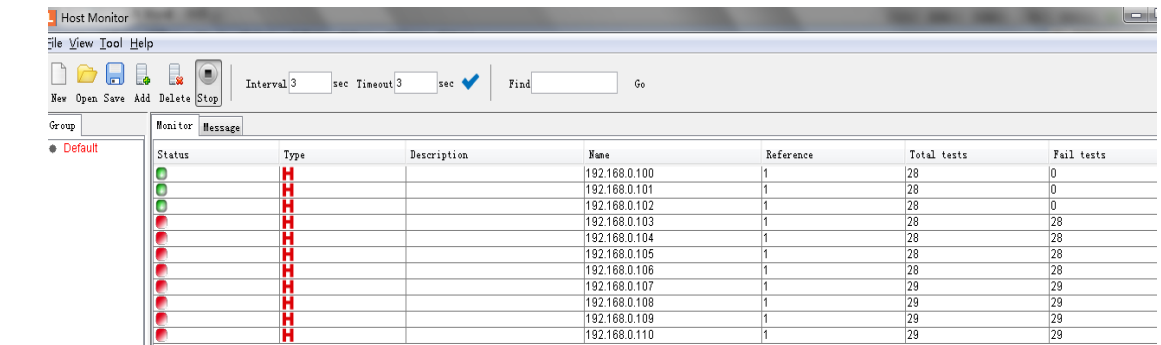 Host Monitor
File View Tool Help
New Open Save Add Delete Stop Interval 3 sec Timeout 3 sec Find Go
Group Monitor Message
Default
Status Type Description Name Reference Total tests Fail tests
H 192.168.0.100 1 28 0
H 192.168.0.101 1 28 0
H 192.168.0.102 1 28 0
H 192.168.0.103 1 28 28
H 192.168.0.104 1 28 28
H 192.168.0.105 1 28 28
H 192.168.0.106 1 28 28
H 192.168.0.107 1 29 29
H 192.168.0.108 1 29 29
H 192.168.0.109 1 29 29
H 192.168.0.110 1 29 29